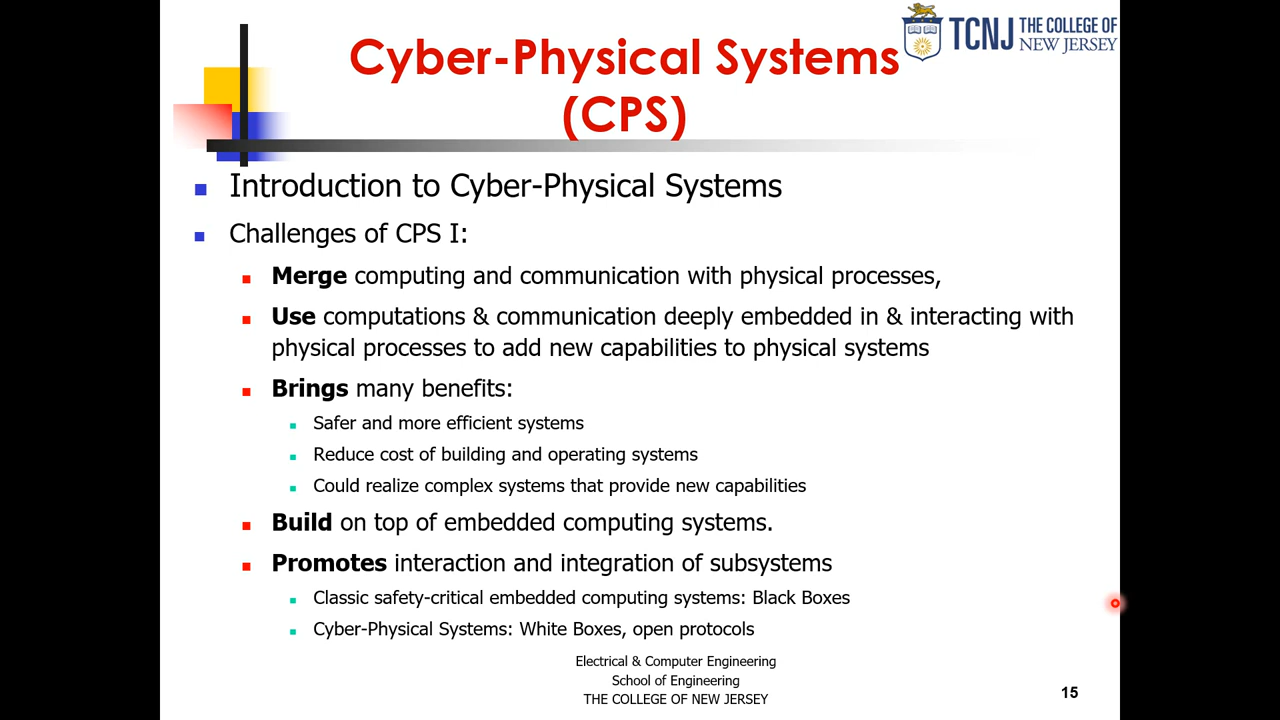 Cyber-Physical Systems
(CPS)
TCNJ THE COLLEGE OF
NEW JERSEY
Introduction to Cyber-Physical Systems
Challenges of CPS I:
Merge computing and communication with physical processes,
Use computations & communication deeply embedded in & interacting with
physical processes to add new capabilities to physical systems
Brings many benefits:
Safer and more efficient systems
Reduce cost of building and operating systems
Could realize complex systems that provide new capabilities
Build on top of embedded computing systems.
Promotes interaction and integration of subsystems
Classic safety-critical embedded computing systems: Black Boxes
Cyber-Physical Systems: White Boxes, open protocols
Electrical & Computer Engineering
School of Engineering
THE COLLEGE OF NEW JERSEY
15